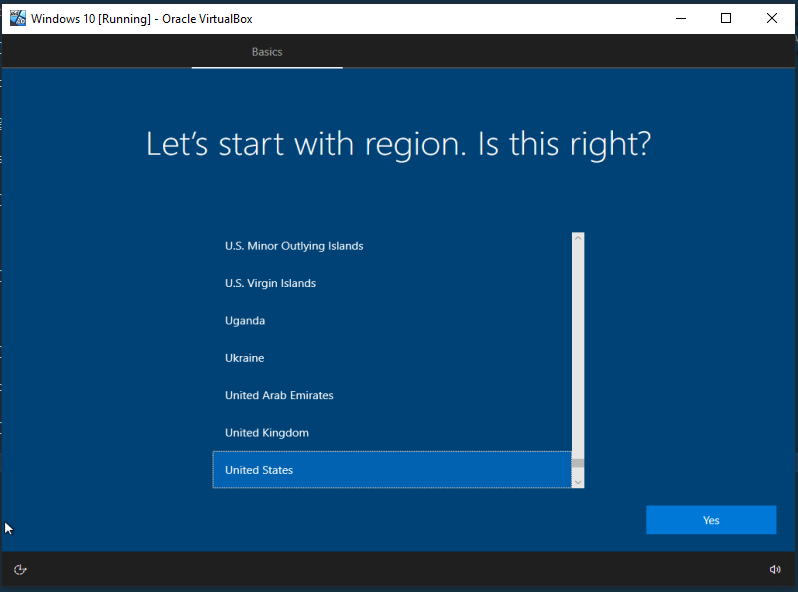 Windows 10 [Running] - Oracle VirtualBox
Basics
Let's start with region. Is this right?
U.S. Minor Outlying Islands
U.S. Virgin Islands
Uganda
Ukraine
United Arab Emirates
United Kingdom
United States
Yes